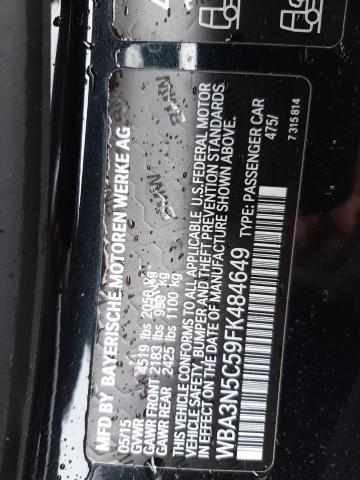 MFD BY BAYERISCHE MOTOREN WERKE AG
05/15
GVWR 4519 lbs 2050 kg
GAWR FRONT 2183 lbs 990 kg
GAWR REAR 2425 lbs 1100 kg
THIS VEHICLE CONFORMS TO ALL APPLICABLE U.S.FEDERAL MOTOR
VEHICLE SAFETY, BUMPER AND THEFT PREVENTION STANDARDS
IN EFFECT ON THE DATE OF MANUFACTURE SHOWN ABOVE.
WBA3N5C59FK484649 TYPE: PASSENGER CAR
475/
7 315 814